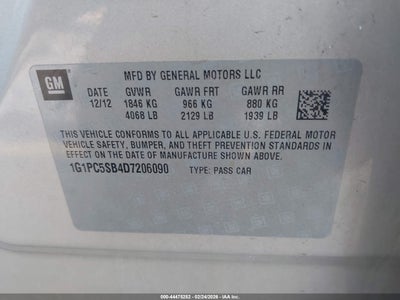 GM
MFD BY GENERAL MOTORS LLC
DATE GVWR GAWR FRT GAWR RR
12/12 1846 KG 966 KG 880 KG
4068 LB 2129 LB 1939 LB
THIS VEHICLE CONFORMS TO ALL APPLICABLE U.S. FEDERAL MOTOR
VEHICLE SAFETY, BUMPER, AND THEFT PREVENTION STANDARDS
IN EFFECT ON THE DATE OF MANUFACTURE SHOWN ABOVE.
1G1PC5SB4D7206090 TYPE: PASS CAR
000-44475253 - 02/24/2026 - IAA, Inc.